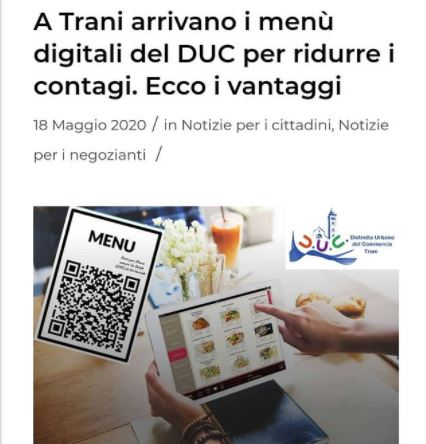 A Trani arrivano i menù
digitali del DUC per ridurre i
contagi. Ecco i vantaggi
18 Maggio 2020 / in Notizie per i cittadini, Notizie
per i negozianti /
MENU
D.U.C.
Distretto Urbano
del Commercio
Trani